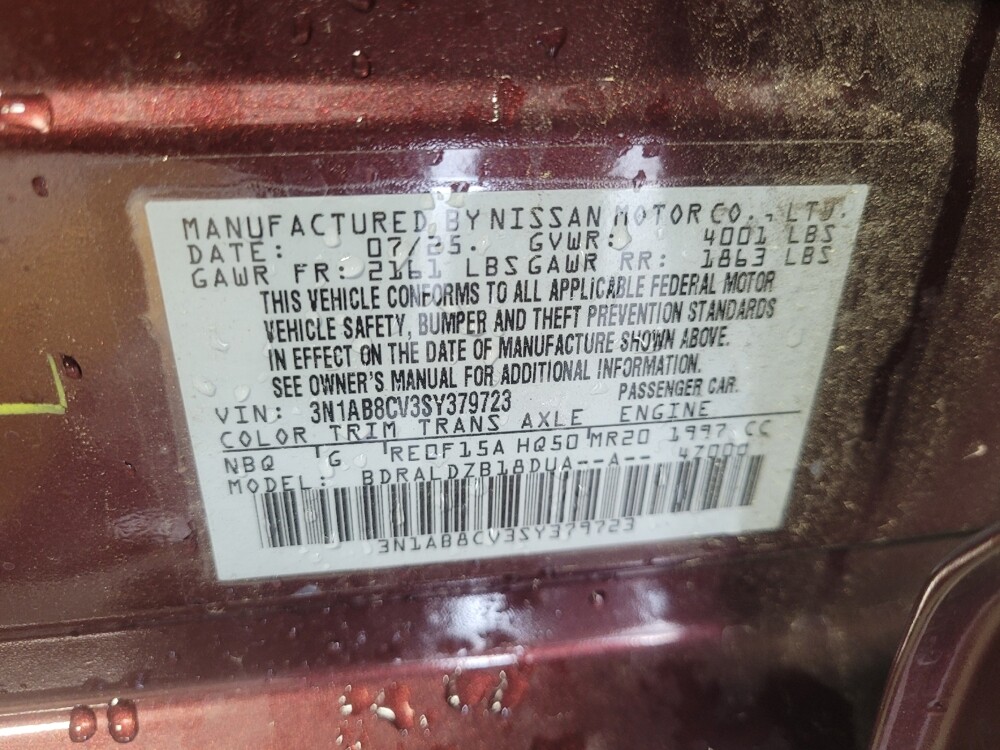 MANUFACTURED BY NISSAN MOTOR CO., LTD.
DATE: 07/25. GVWR: 4001 LBS
GAWR FR: 2161 LBS GAWR RR: 1863 LBS
THIS VEHICLE CONFORMS TO ALL APPLICABLE FEDERAL MOTOR
VEHICLE SAFETY, BUMPER AND THEFT PREVENTION STANDARDS
IN EFFECT ON THE DATE OF MANUFACTURE SHOWN ABOVE.
SEE OWNER'S MANUAL FOR ADDITIONAL INFORMATION.
VIN: 3N1AB8CV3SY379723 PASSENGER CAR.
COLOR TRIM TRANS AXLE ENGINE
NBQ G RE0F15A HQ50 MR20 1997 CC
MODEL: BDRALDZB18DUA--A-- 47000
3N1AB8CV3SY379723